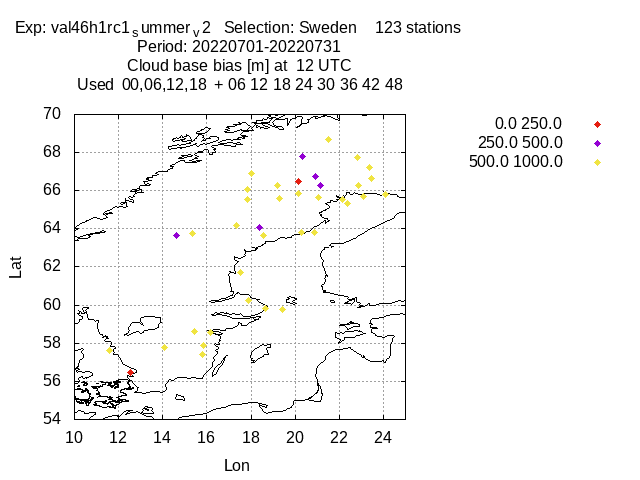 Exp: val46h1rc1summerv2 Selection: Sweden 123 stations
Period: 20220701-20220731
Cloud base bias [m] at 12 UTC
Used 00,06,12,18 + 06 12 18 24 30 36 42 48
0.0 250.0
250.0 500.0
500.0 1000.0
70
68
66
64
62
60
58
56
54
Lat
10 12 14 16 18 20 22 24
Lon